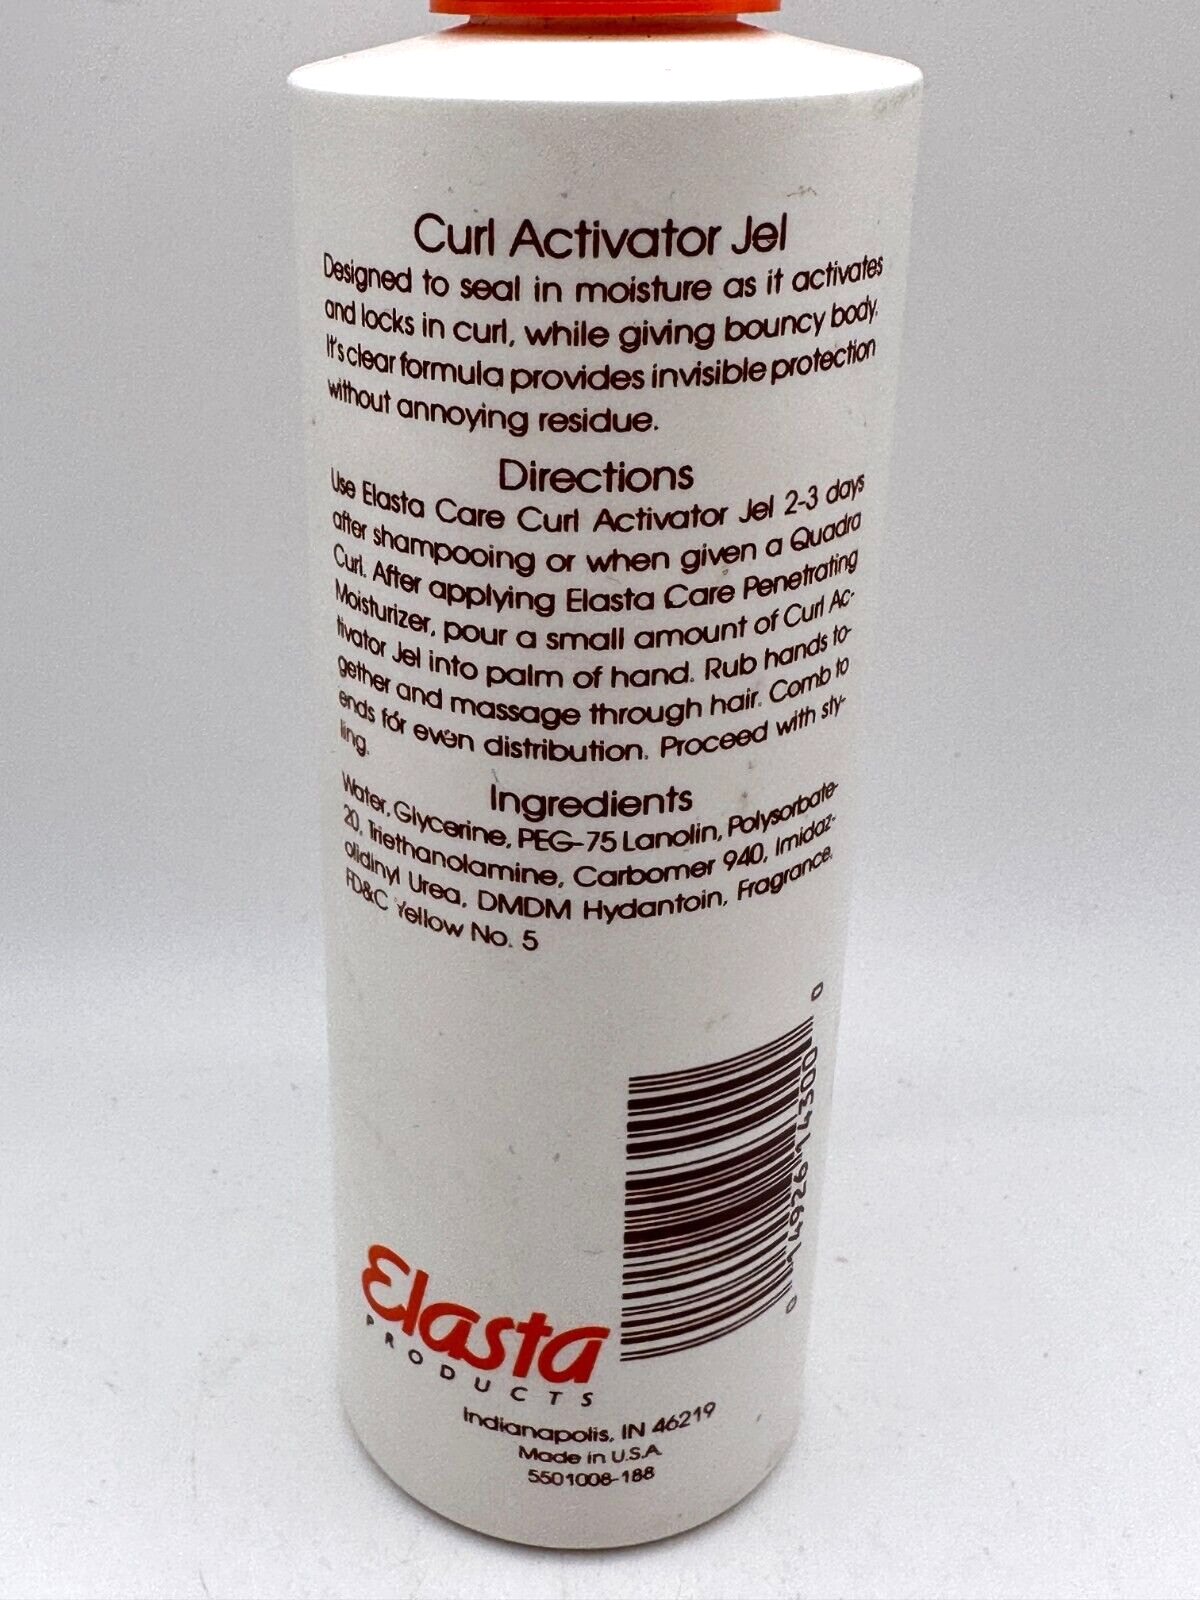 Curl Activator Jel
Designed to seal in moisture as it activates
and locks in curl, while giving bouncy body.
It's clear formula provides invisible protection
without annoying residue.
Directions
Use Elasta Care Curl Activator Jel 2-3 days
after shampooing or when given a Quadra
Curl. After applying Elasta Care Penetrating
Moisturizer, pour a small amount of Curl Ac-
tivator Jel into palm of hand. Rub hands to-
gether and massage through hair. Comb to
ends for even distribution. Proceed with sty-
ling.
Ingredients
Water, Glycerine, PEG-75 Lanolin, Polysorbate-
20, Triethanolamine, Carbomer 940, Imidaz-
olidinyl Urea, DMDM Hydantoin, Fragrance,
FD&C Yellow No. 5
0 14926 14300 0
Elasta
PRODUCTS
Indianapolis, IN 46219
Made in U.S.A.
5501008-188